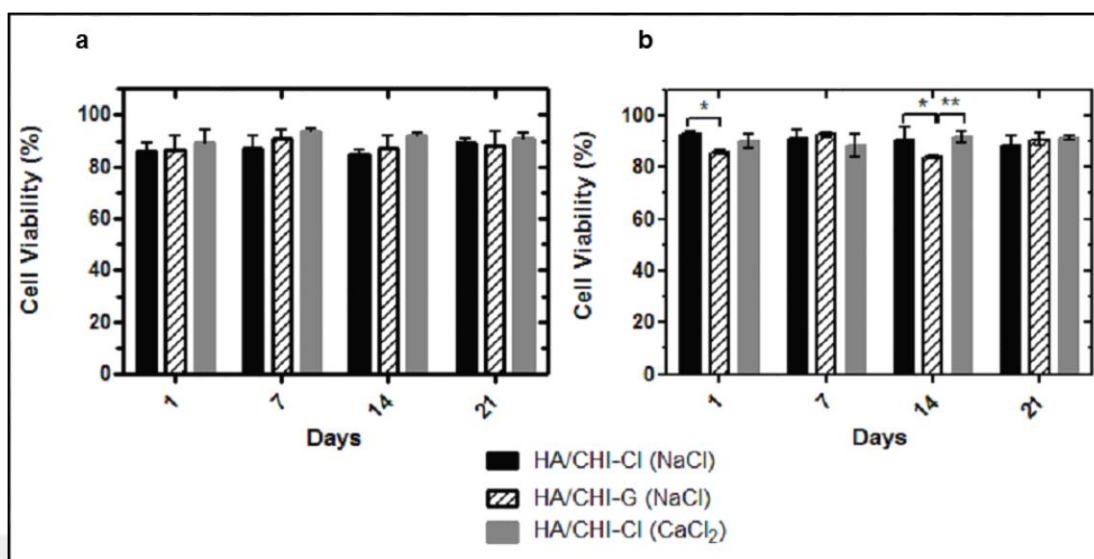 a
b
Cell Viability (%)
100
80
60
40
20
0
1
7
14
21
Days
Cell Viability (%)
100
80
60
40
20
0
*
*
**
1
7
14
21
Days
HA/CHI-Cl (NaCl)
HA/CHI-G (NaCl)
HA/CHI-Cl (CaCl₂)